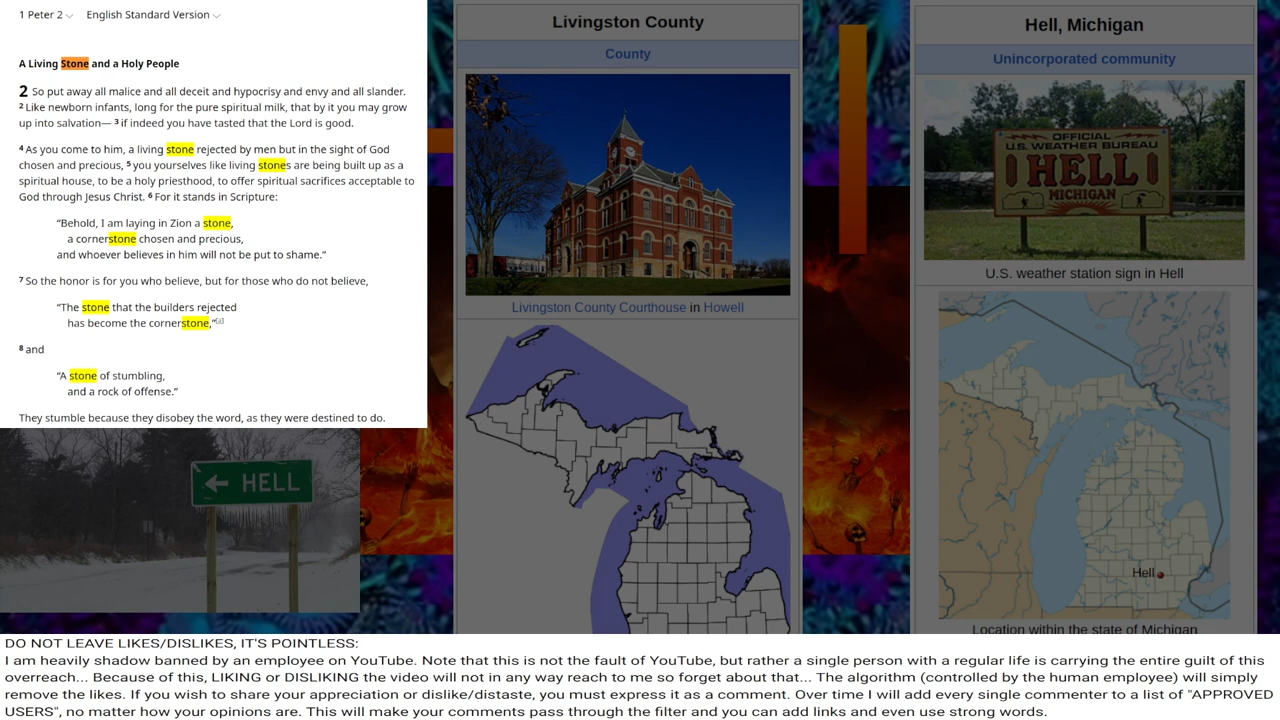 1 Peter 2 English Standard Version
A Living Stone and a Holy People
2 So put away all malice and all deceit and hypocrisy and envy and all slander.
2 Like newborn infants, long for the pure spiritual milk, that by it you may grow
up into salvation— 3 if indeed you have tasted that the Lord is good.
4 As you come to him, a living stone rejected by men but in the sight of God
chosen and precious, 5 you yourselves like living stones are being built up as a
spiritual house, to be a holy priesthood, to offer spiritual sacrifices acceptable to
God through Jesus Christ. 6 For it stands in Scripture:
“Behold, I am laying in Zion a stone,
a cornerstone chosen and precious,
and whoever believes in him will not be put to shame.”
7 So the honor is for you who believe, but for those who do not believe,
“The stone that the builders rejected
has become the cornerstone,”[a]
8 and
“A stone of stumbling,
and a rock of offense.”
They stumble because they disobey the word, as they were destined to do.
← HELL
Livingston County
County
Livingston County Courthouse in Howell
Hell, Michigan
Unincorporated community
OFFICIAL
U.S. WEATHER BUREAU
HELL
MICHIGAN
U.S. weather station sign in Hell
Hell
Location within the state of Michigan
DO NOT LEAVE LIKES/DISLIKES, IT'S POINTLESS:
I am heavily shadow banned by an employee on YouTube. Note that this is not the fault of YouTube, but rather a single person with a regular life is carrying the entire guilt of this
overreach... Because of this, LIKING or DISLIKING the video will not in any way reach to me so forget about that... The algorithm (controlled by the human employee) will simply
remove the likes. If you wish to share your appreciation or dislike/distaste, you must express it as a comment. Over time I will add every single commenter to a list of "APPROVED
USERS", no matter how your opinions are. This will make your comments pass through the filter and you can add links and even use strong words.